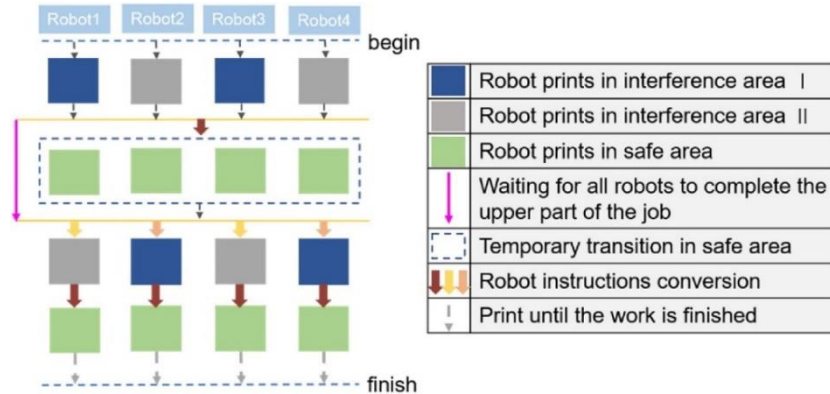 Robot1 Robot2 Robot3 Robot4
begin
Robot prints in interference area Ⅰ
Robot prints in interference area Ⅱ
Robot prints in safe area
Waiting for all robots to complete the
upper part of the job
Temporary transition in safe area
Robot instructions conversion
Print until the work is finished
finish